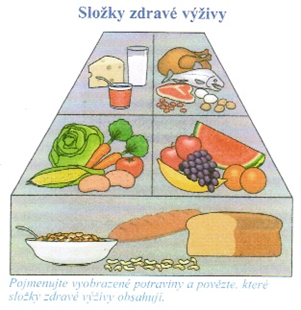 Složky zdravé výživy
Pojmenujte vyobrazené potraviny a povězte, které
složky zdravé výživy obsahují.